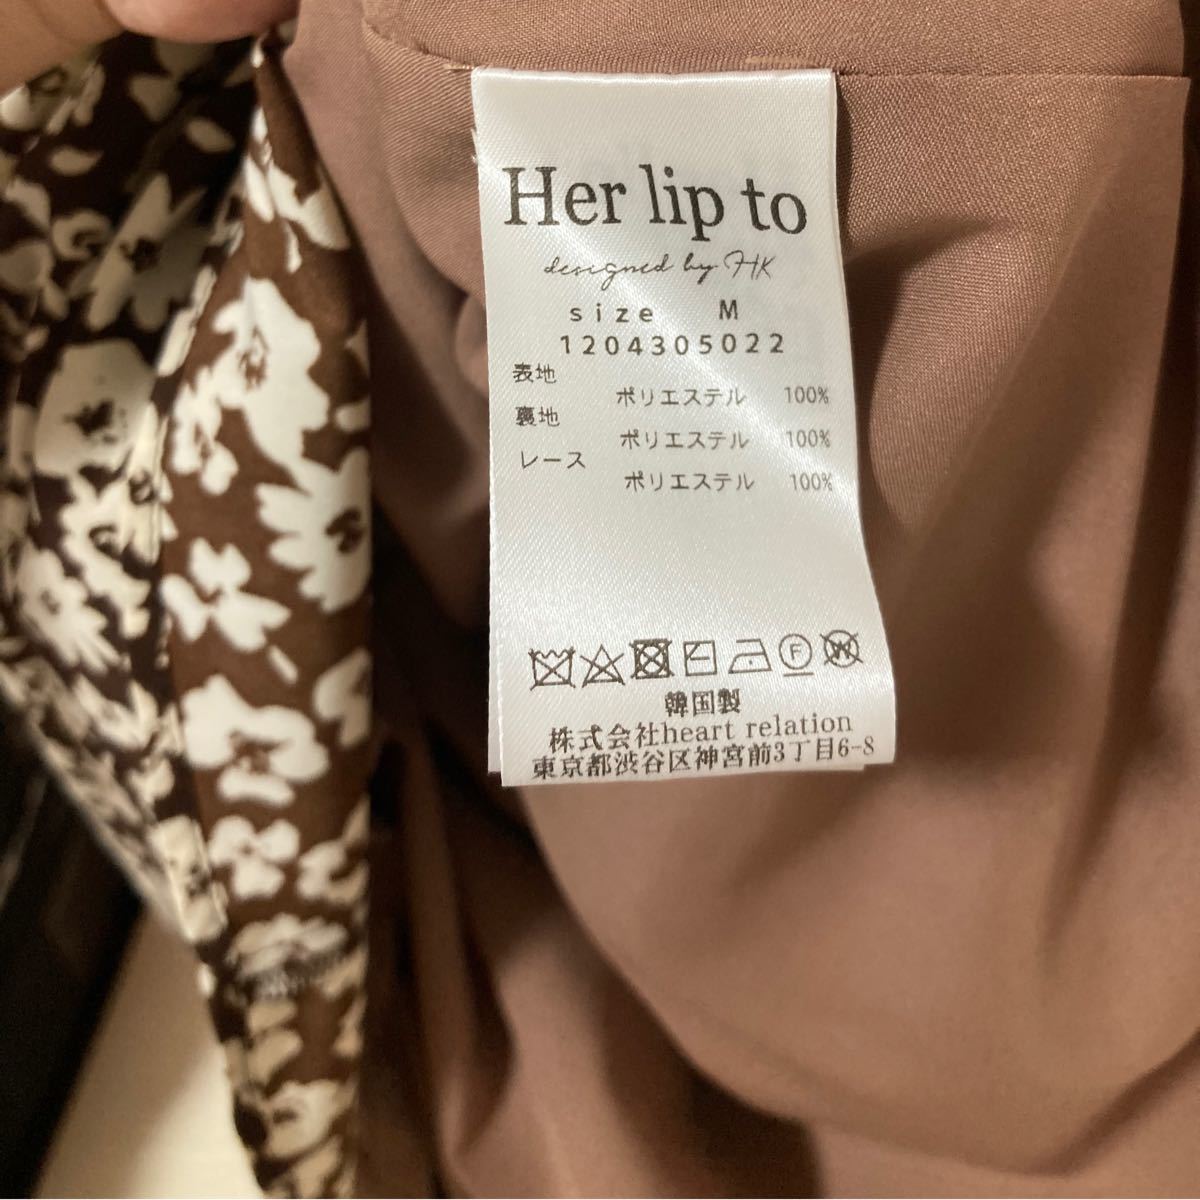 Her lip to
designed by HK
size M
1204305022
表地
ポリエステル 100%
裏地
ポリエステル 100%
レース
ポリエステル 100%
F W
韓国製
株式会社heart relation
東京都渋谷区神宮前3丁目6-8